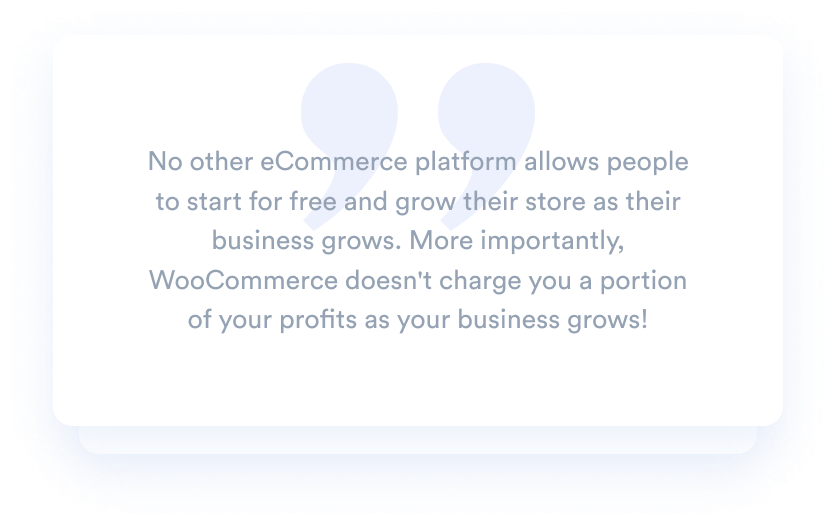 No other eCommerce platform allows people
to start for free and grow their store as their
business grows. More importantly,
WooCommerce doesn't charge you a portion
of your profits as your business grows!